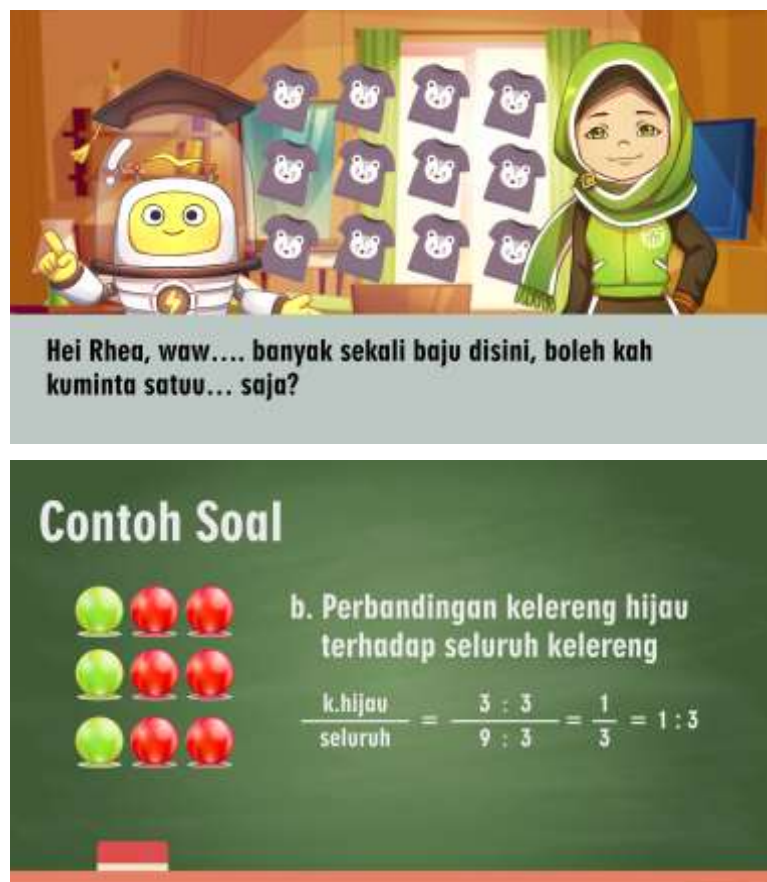 Hei Rhea, waw.... banyak sekali baju disini, boleh kah
kuminta satuu... saja?
Contoh Soal
b. Perbandingan kelereng hijau
terhadap seluruh kelereng
k.hijau / seluruh = 3 : 3 / 9 : 3 = 1 / 3 = 1 : 3